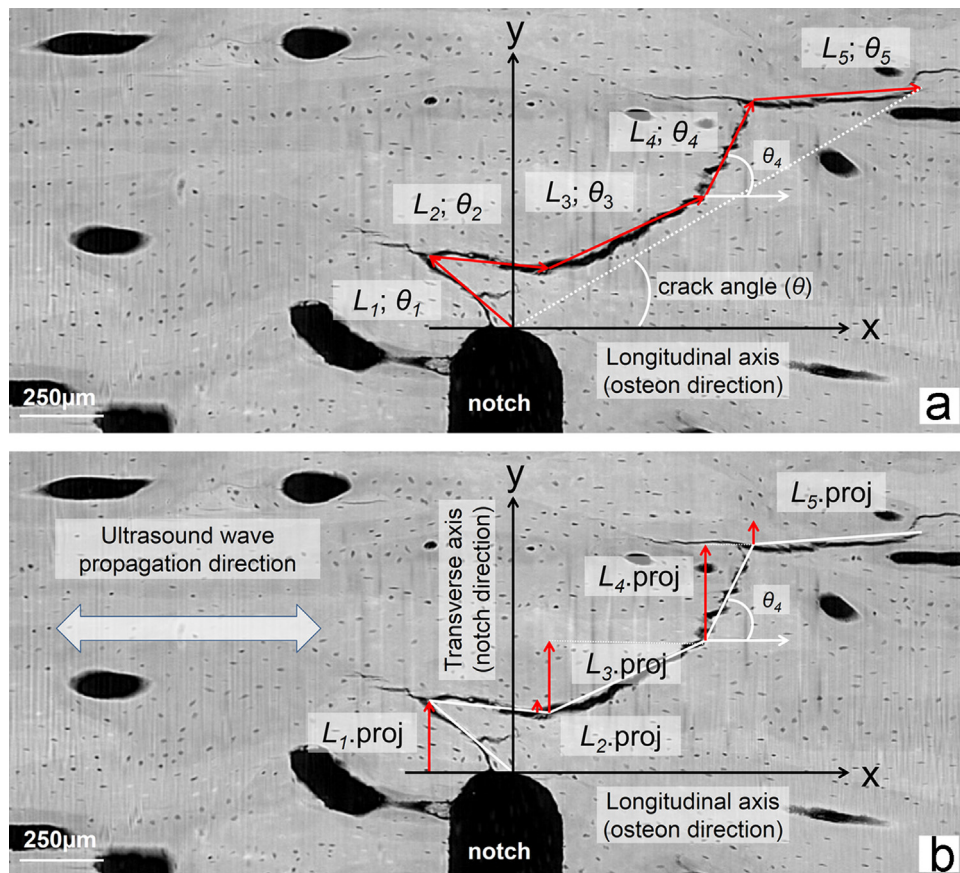 y
L5; θ5
L4; θ4
θ4
L2; θ2
L3; θ3
L1; θ1
crack angle (θ)
x
Longitudinal axis
(osteon direction)
250μm
notch
a
y
L5.proj
Ultrasound wave
propagation direction
Transverse axis
(notch direction)
L4.proj
θ4
L3.proj
L1.proj
L2.proj
x
Longitudinal axis
(osteon direction)
250μm
notch
b